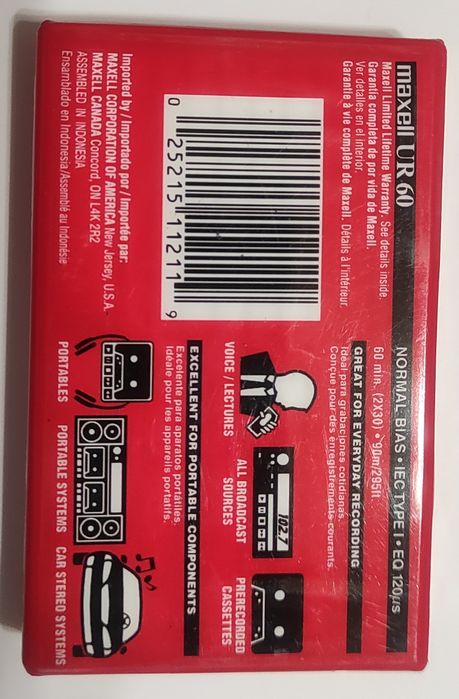 maxell UR 60
NORMAL BIAS • IEC TYPE I • EQ 120µs
Maxell Limited Lifetime Warranty. See details inside.
Garantía completa de por vida de Maxell.
Ver detalles en el interior.
Garantie à vie complète de Maxell. Détails à l'intérieur.
60 min. (2X30) • 90m/295ft.
GREAT FOR EVERYDAY RECORDING
Ideal para grabaciones cotidianas.
Conçue pour des enregistrements courants.
0 25215 11211 9
102.7
VOICE / LECTURES
ALL BROADCAST
SOURCES
PRERECORDED
CASSETTES
EXCELLENT FOR PORTABLE COMPONENTS
Excelente para aparatos portátiles.
Idéale pour les appareils portatifs.
Imported by / Importado por / Importée par:
MAXELL CORPORATION OF AMERICA New Jersey, U.S.A.
MAXELL CANADA Concord, ON L4K 2R2
ASSEMBLED IN INDONESIA
Ensamblado en Indonesia/Assemblé au Indonésie
PORTABLES
PORTABLE SYSTEMS
CAR STEREO SYSTEMS